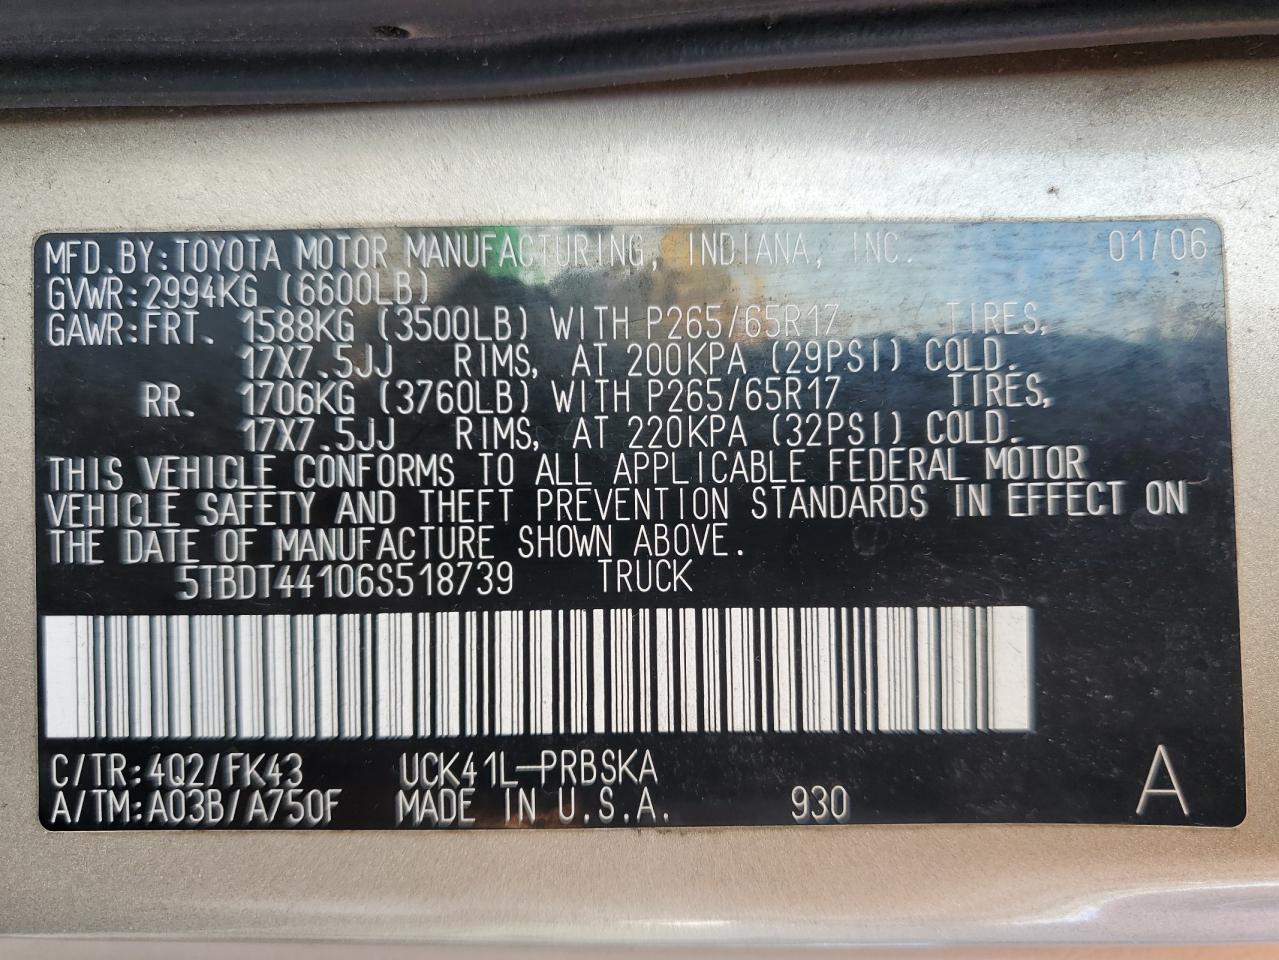 MFD.BY:TOYOTA MOTOR MANUFACTURING, INDIANA, INC. 01/06
GVWR:2994KG (6600LB)
GAWR:FRT. 1588KG (3500LB) WITH P265/65R17 TIRES,
17X7.5JJ RIMS, AT 200KPA (29PSI) COLD.
RR. 1706KG (3760LB) WITH P265/65R17 TIRES,
17X7.5JJ RIMS, AT 220KPA (32PSI) COLD.
THIS VEHICLE CONFORMS TO ALL APPLICABLE FEDERAL MOTOR
VEHICLE SAFETY AND THEFT PREVENTION STANDARDS IN EFFECT ON
THE DATE OF MANUFACTURE SHOWN ABOVE.
5TBDT44106S518739 TRUCK
C/TR:4Q2/FK43 UCK41L-PRBSKA
A/TM:A03B/A750F MADE IN U.S.A. 930 A